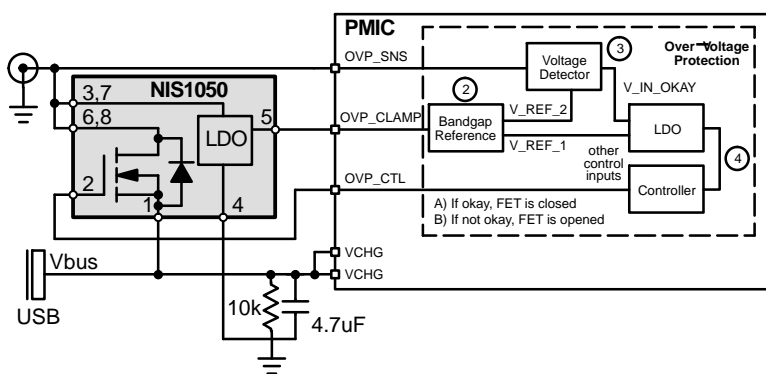 PMIC
OVP_SNS
Voltage
Detector
3
Over-Voltage
Protection
NIS1050
3,7
6,8
5
LDO
2
1
4
OVP_CLAMP
2
Bandgap
Reference
V_REF_2
V_REF_1
V_IN_OKAY
LDO
other
control
inputs
4
OVP_CTL
Controller
A) If okay, FET is closed
B) If not okay, FET is opened
VCHG
VCHG
Vbus
USB
10k
4.7uF